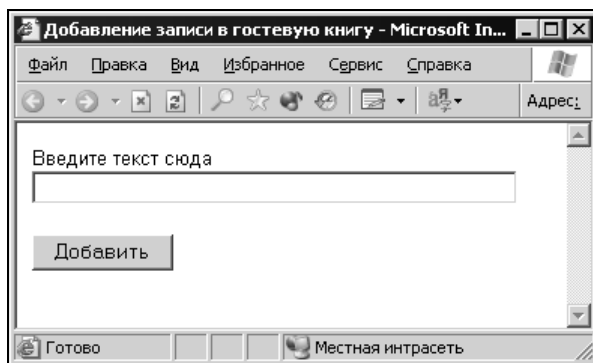 Добавление записи в гостевую книгу - Microsoft In...
Файл Правка Вид Избранное Сервис Справка
Адрес:
Введите текст сюда
Добавить
Готово Местная интрасеть